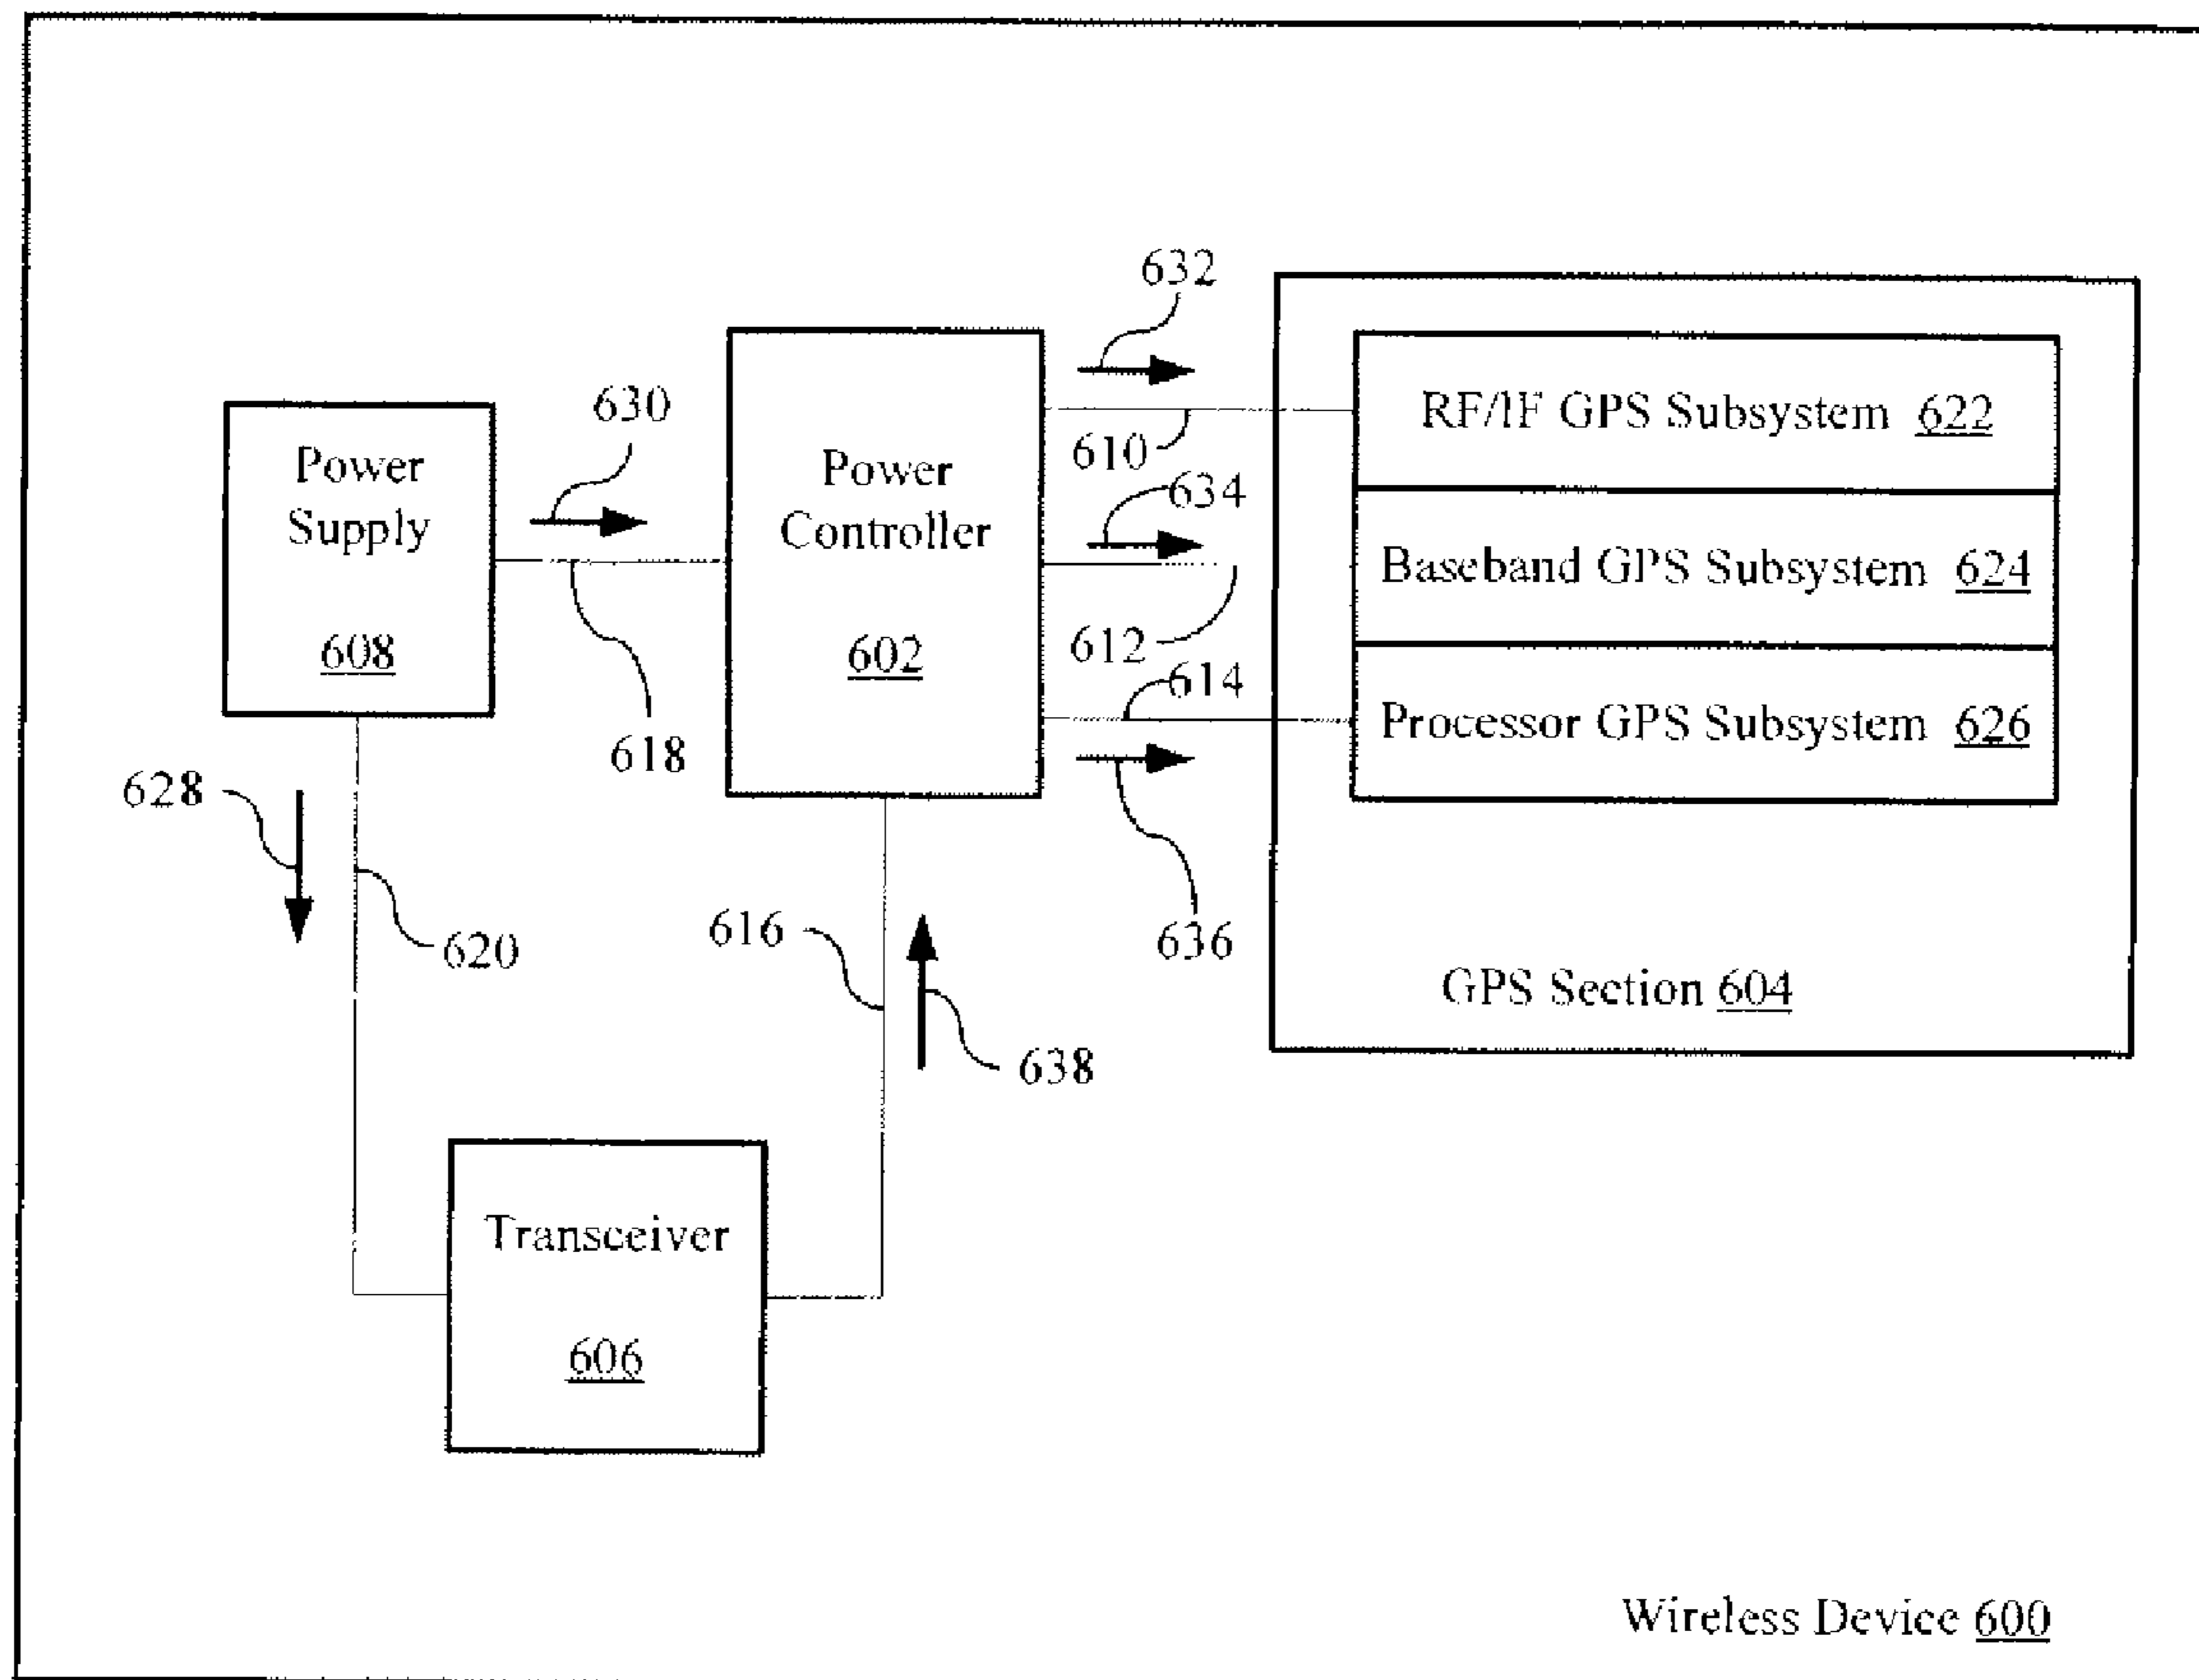 632
630
RF/IF GPS Subsystem 622
Power
Supply
608
Power
Controller
602
610
634
Baseband GPS Subsystem 624
612
614
Processor GPS Subsystem 626
618
628
620
616
636
GPS Section 604
638
Transceiver
606
Wireless Device 600